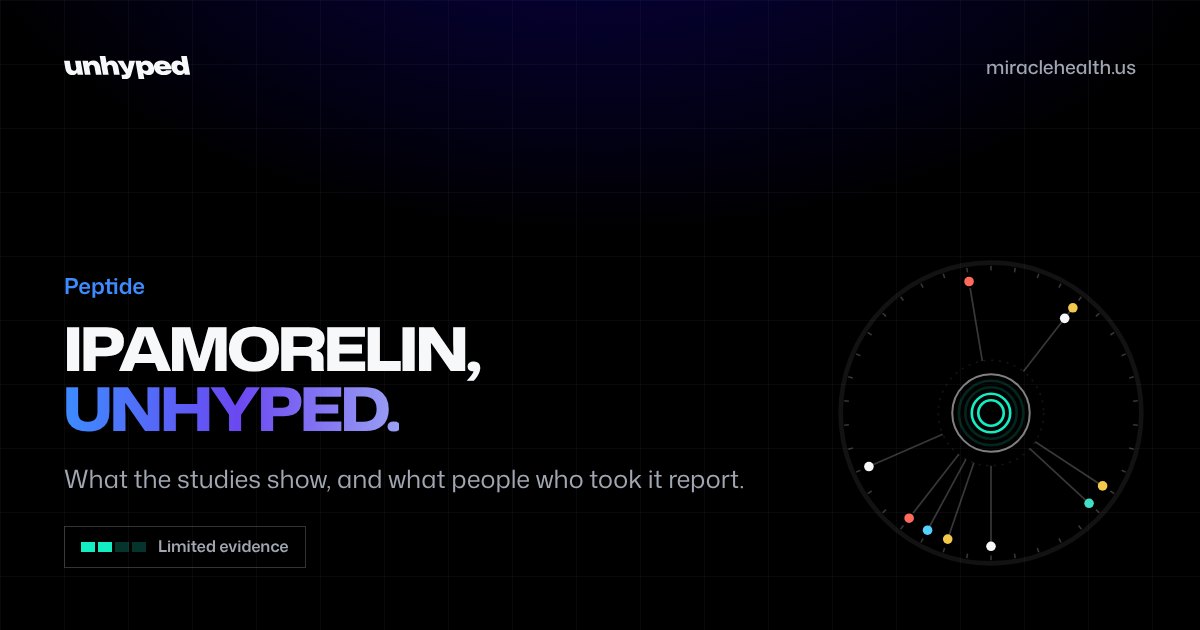 unhyped
miraclehealth.us
Peptide
IPAMORELIN,
UNHYPED.
What the studies show, and what people who took it report.
Limited evidence